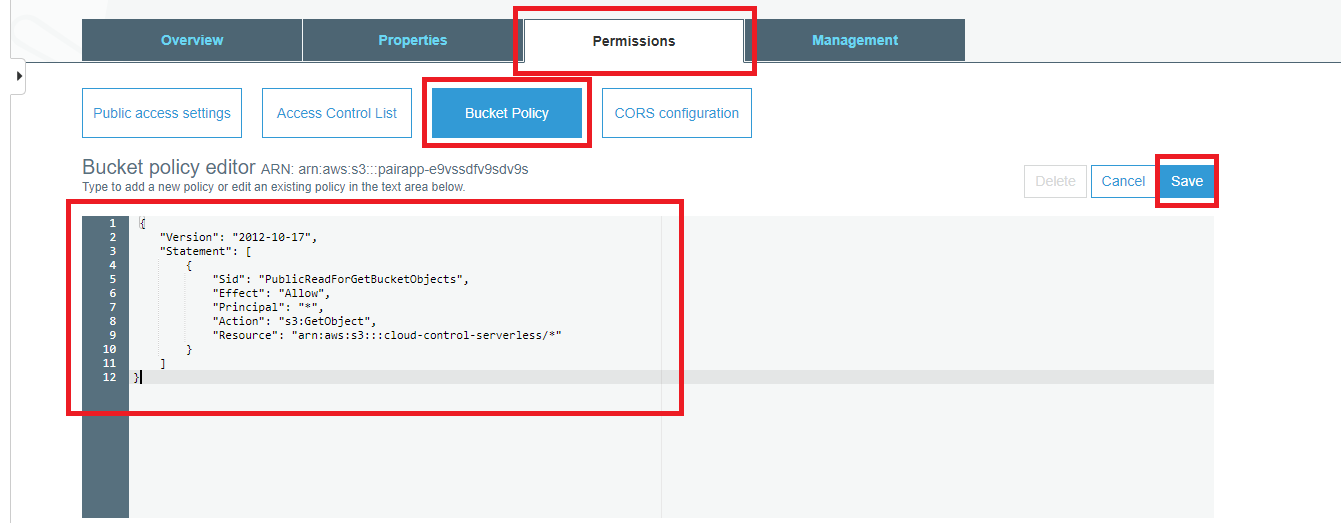 Overview Properties Permissions Management
Public access settings Access Control List Bucket Policy CORS configuration
Bucket policy editor ARN: arn:aws:s3:::pairapp-e9vssdfv9sdv9s
Type to add a new policy or edit an existing policy in the text area below.
Delete Cancel Save
1 {
2 "Version": "2012-10-17",
3 "Statement": [
4 {
5 "Sid": "PublicReadForGetBucketObjects",
6 "Effect": "Allow",
7 "Principal": "*",
8 "Action": "s3:GetObject",
9 "Resource": "arn:aws:s3:::cloud-control-serverless/*"
10 }
11 ]
12 }